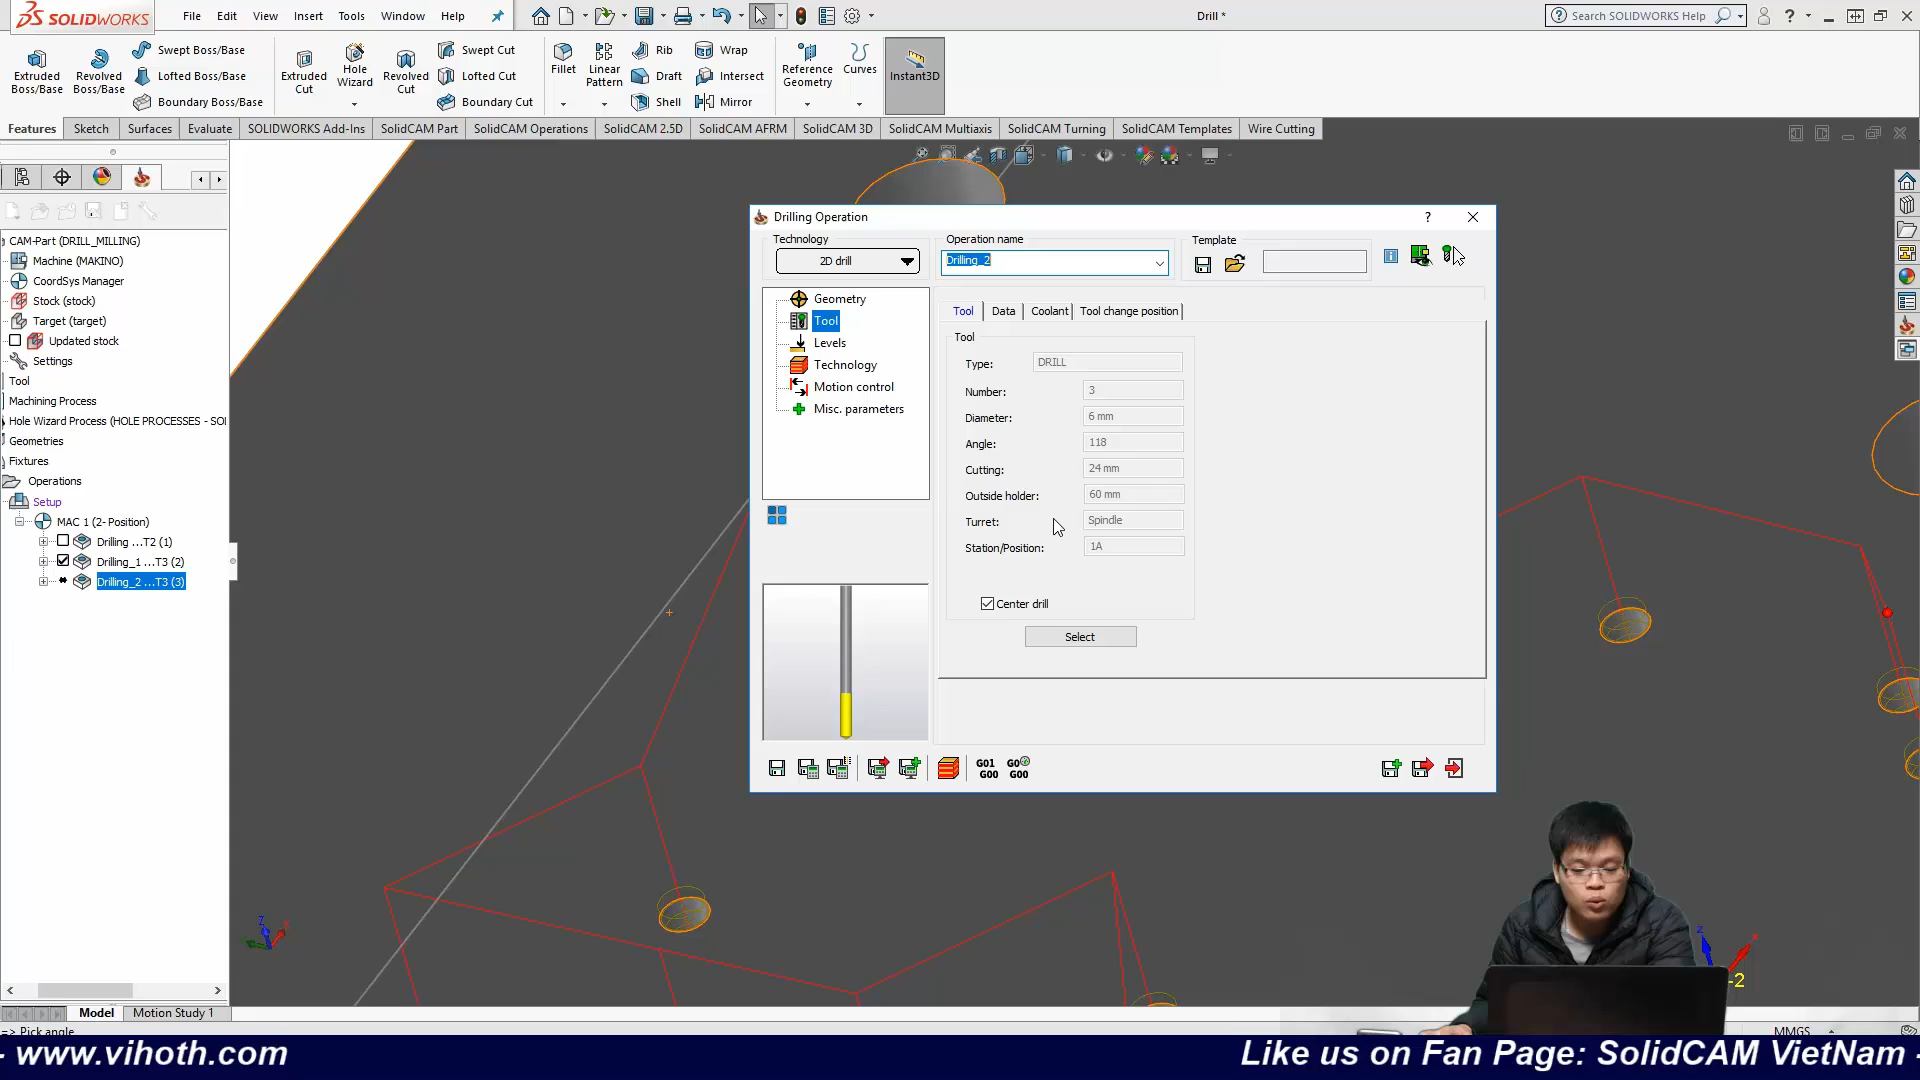 SOLIDWORKS
File Edit View Insert Tools Window Help
Drill *
Search SOLIDWORKS Help
Extruded Boss/Base
Revolved Boss/Base
Swept Boss/Base
Lofted Boss/Base
Boundary Boss/Base
Extruded Cut
Hole Wizard
Revolved Cut
Swept Cut
Lofted Cut
Boundary Cut
Fillet
Linear Pattern
Rib
Draft
Shell
Wrap
Intersect
Mirror
Reference Geometry
Curves
Instant3D
Features Sketch Surfaces Evaluate SOLIDWORKS Add-Ins SolidCAM Part SolidCAM Operations SolidCAM 2.5D SolidCAM AFRM SolidCAM 3D SolidCAM Multiaxis SolidCAM Turning SolidCAM Templates Wire Cutting
CAM-Part (DRILL_MILLING)
Machine (MAKINO)
CoordSys Manager
Stock (stock)
Target (target)
Updated stock
Settings
Tool
Machining Process
Hole Wizard Process (HOLE PROCESSES - SOI
Geometries
Fixtures
Operations
Setup
MAC 1 (2- Position)
Drilling ...T2 (1)
Drilling_1 ...T3 (2)
Drilling_2 ...T3 (3)
Drilling Operation
Technology
2D drill
Operation name
Drilling_2
Template
Geometry
Tool
Levels
Technology
Motion control
Misc. parameters
Tool Data Coolant Tool change position
Tool
Type: DRILL
Number: 3
Diameter: 6 mm
Angle: 118
Cutting: 24 mm
Outside holder: 60 mm
Turret: Spindle
Station/Position: 1A
Center drill
Select
G01 G00
G00
Z
X
Z
X
-2
Model Motion Study 1
=> Pick angle
MMGS
- www.vihoth.com
Like us on Fan Page: SolidCAM VietNam -